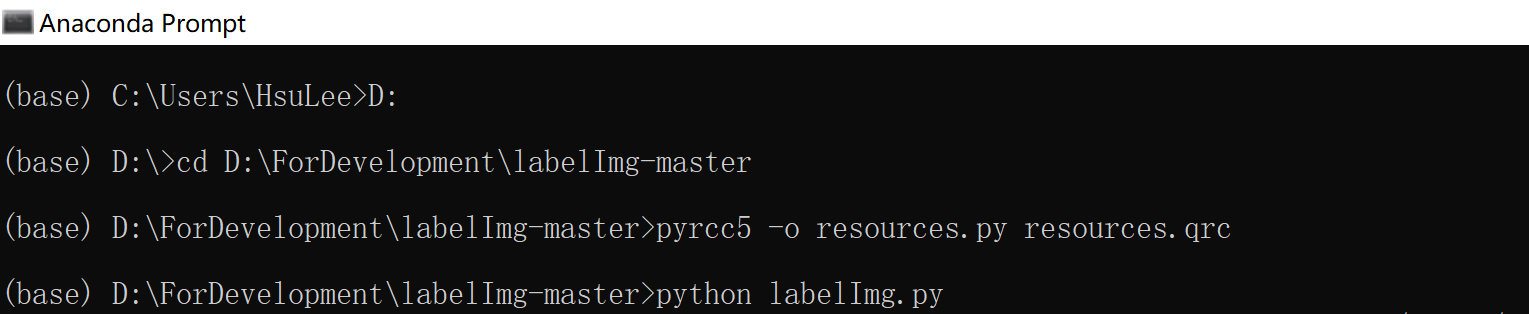 Anaconda Prompt
(base) C:\Users\HsuLee>D:
(base) D:\>cd D:\ForDevelopment\labelImg-master
(base) D:\ForDevelopment\labelImg-master>pyrcc5 -o resources.py resources.qrc
(base) D:\ForDevelopment\labelImg-master>python labelImg.py